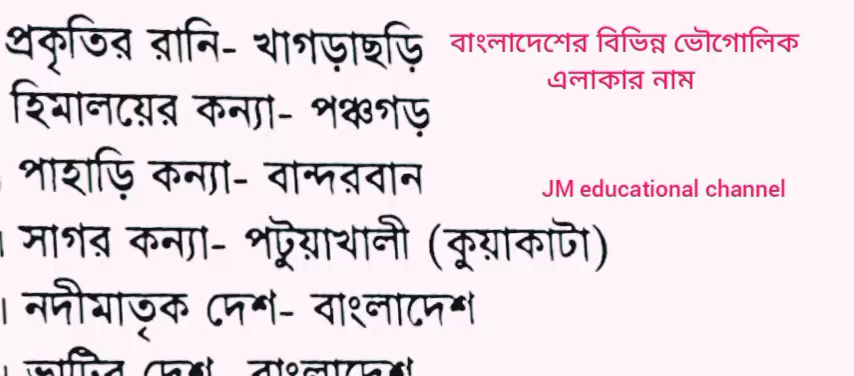 প্রকৃতির রানি- খাগড়াছড়ি
বাংলাদেশের বিভিন্ন ভৌগোলিক
এলাকার নাম
হিমালয়ের কন্যা- পঞ্চগড়
পাহাড়ি কন্যা- বান্দরবান
JM educational channel
। সাগর কন্যা- পটুয়াখালী (কুয়াকাটা)
। নদীমাতৃক দেশ- বাংলাদেশ
। ভাটির দেশ- বাংলাদেশ